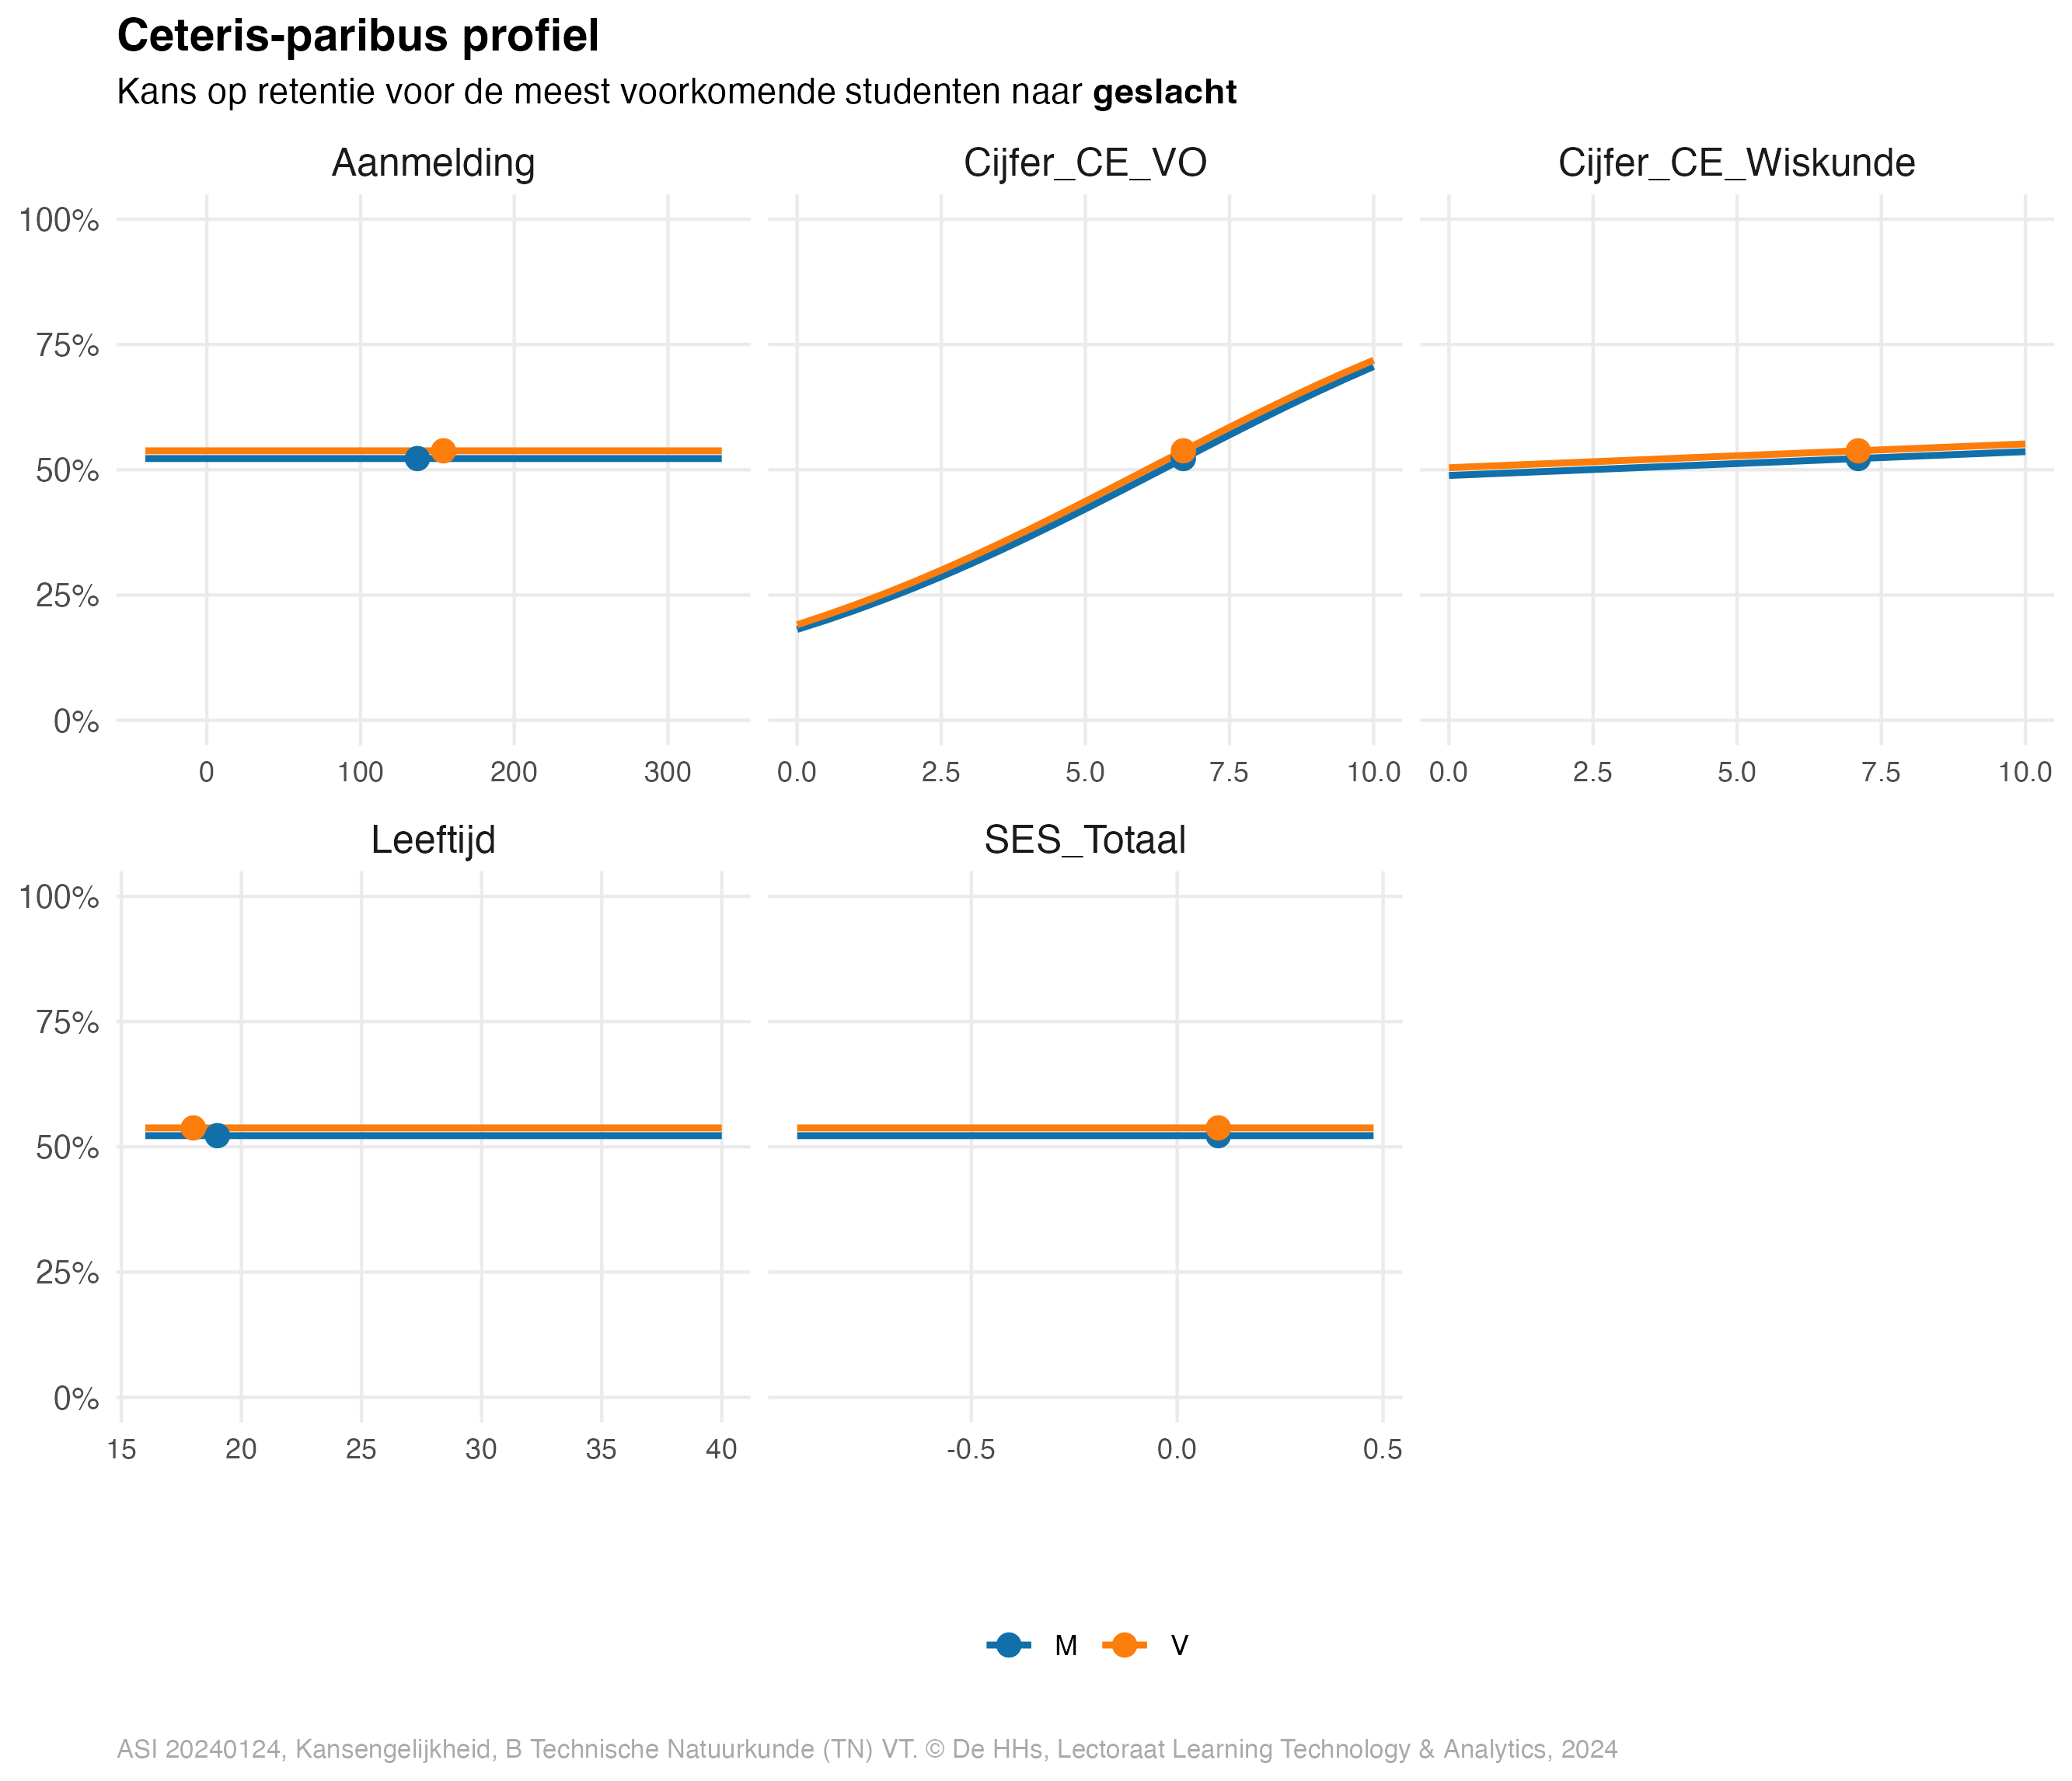 Ceteris-paribus profiel
Kans op retentie voor de meest voorkomende studenten naar geslacht
Aanmelding Cijfer_CE_VO Cijfer_CE_Wiskunde
100%
75%
50%
25%
0%
0 100 200 300 0.0 2.5 5.0 7.5 10.0 0.0 2.5 5.0 7.5 10.0
Leeftijd SES_Totaal
100%
75%
50%
25%
0%
15 20 25 30 35 40 -0.5 0.0 0.5
M V
ASI 20240124, Kansengelijkheid, B Technische Natuurkunde (TN) VT. © De HHs, Lectoraat Learning Technology & Analytics, 2024